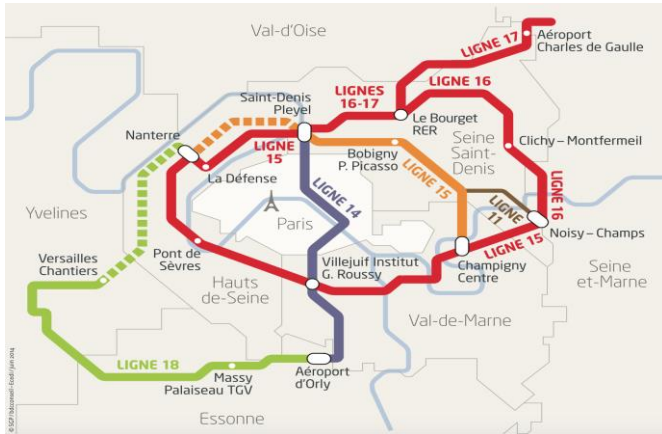 Val-d'Oise
LIGNE 17
Aéroport
Charles de Gaulle
Saint-Denis
Pleyel
LIGNES
16-17
LIGNE 16
Nanterre
LIGNE
15
Le Bourget
RER
Seine
Saint-Denis
Clichy – Montfermeil
La Défense
Bobigny
P. Picasso
LIGNE 15
LIGNE 14
LIGNE 16
LIGNE
11
Yvelines
Paris
Noisy – Champs
LIGNE 15
Versailles
Chantiers
Pont de
Sèvres
Villejuif Institut
G. Roussy
Champigny
Centre
Seine
et-Marne
Hauts
de-Seine
Val-de-Marne
LIGNE 18
Massy
Palaiseau TGV
Aéroport
d'Orly
Essonne